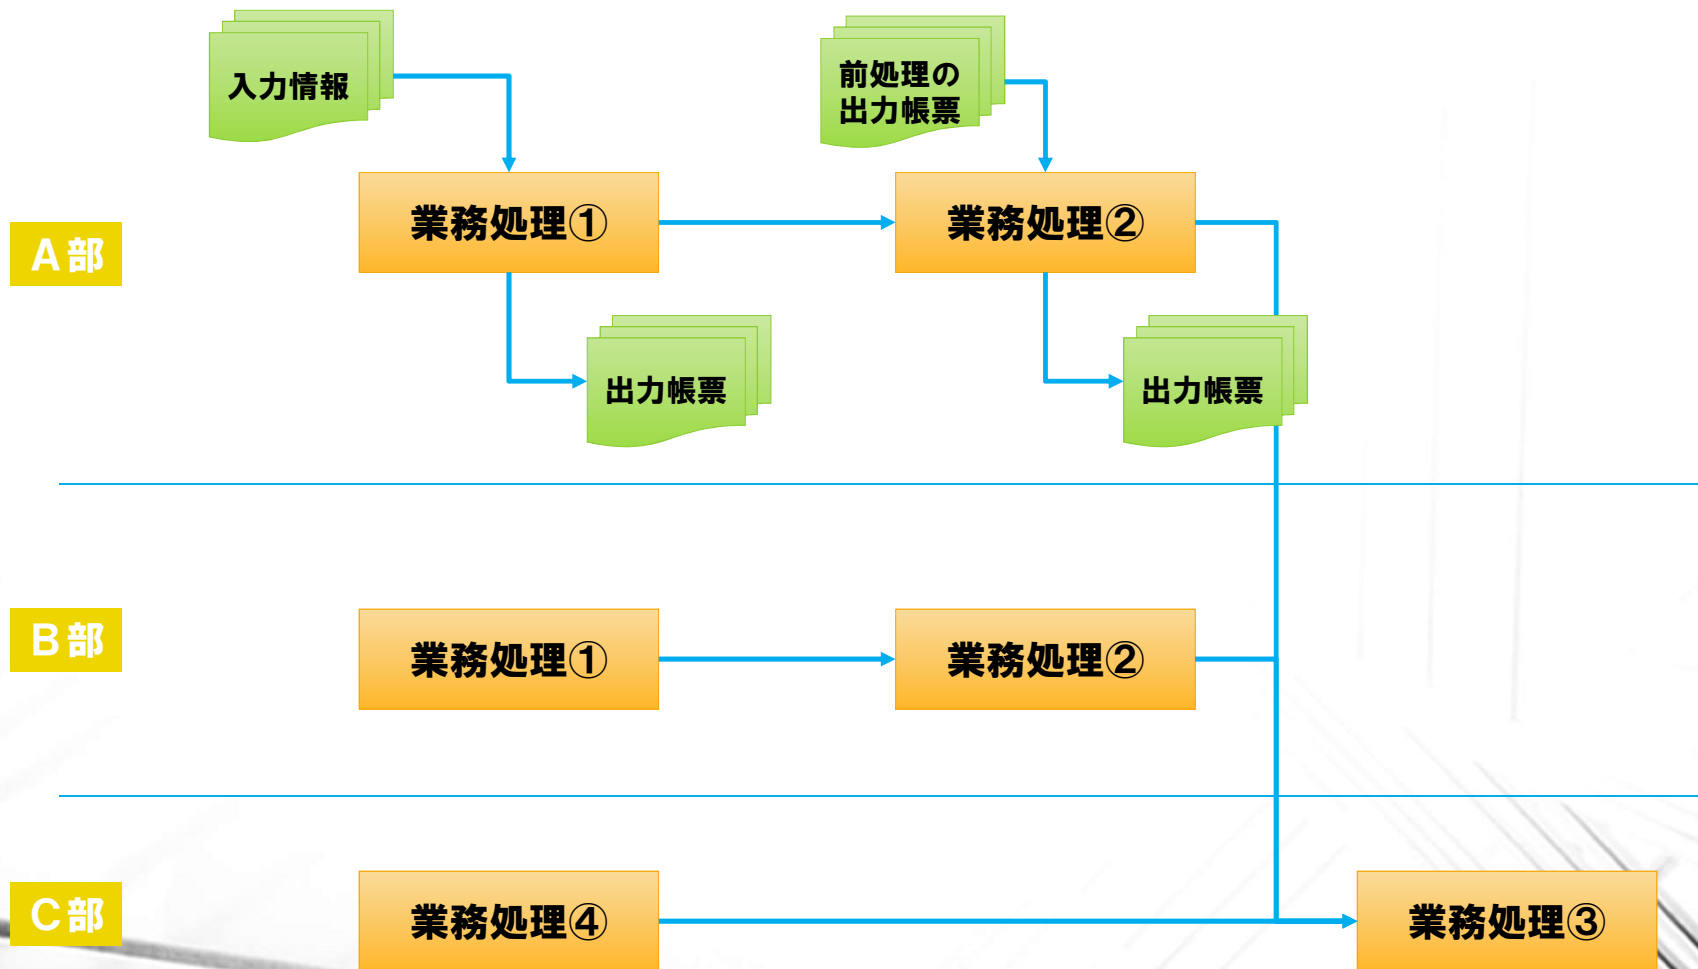 入力情報
前処理の
出力帳票
A部
業務処理①
業務処理②
出力帳票
出力帳票
B部
業務処理①
業務処理②
C部
業務処理④
業務処理③